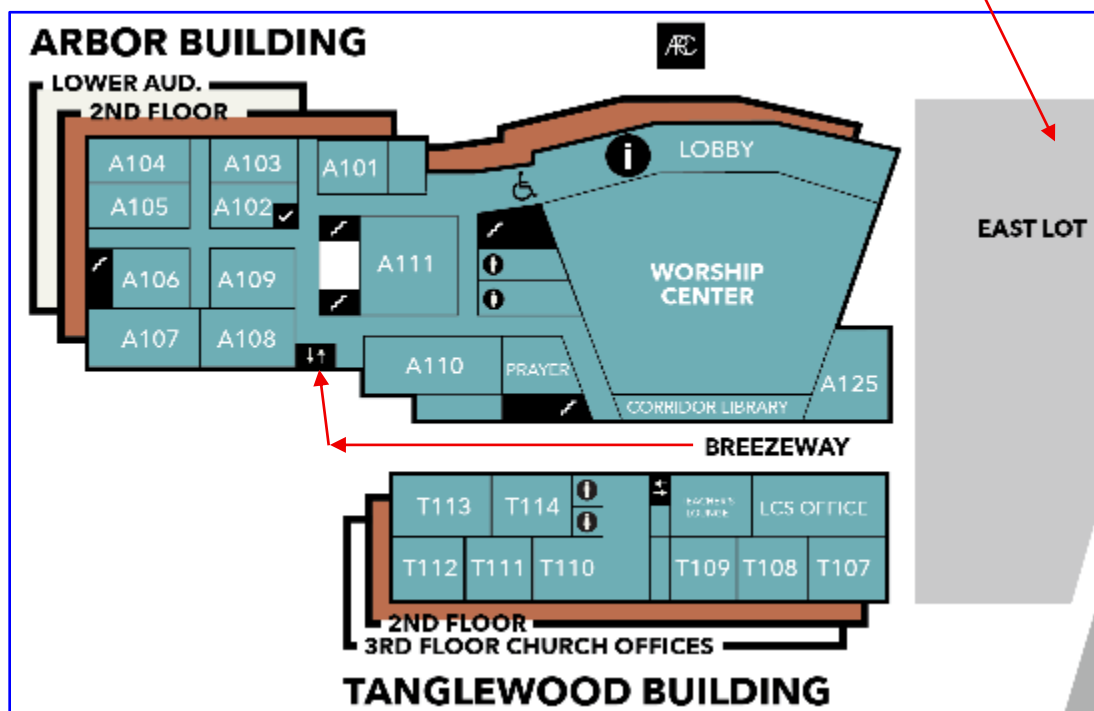 ARBOR BUILDING
ARC
LOWER AUD.
2ND FLOOR
A104
A103
A101
LOBBY
A105
A102
EAST LOT
A106
A109
A111
WORSHIP
CENTER
A107
A108
A110
PRAYER
A125
CORRIDOR LIBRARY
BREEZEWAY
T113
T114
LOUNGE
LCS OFFICE
T112
T111
T110
T109
T108
T107
2ND FLOOR
3RD FLOOR CHURCH OFFICES
TANGLEWOOD BUILDING